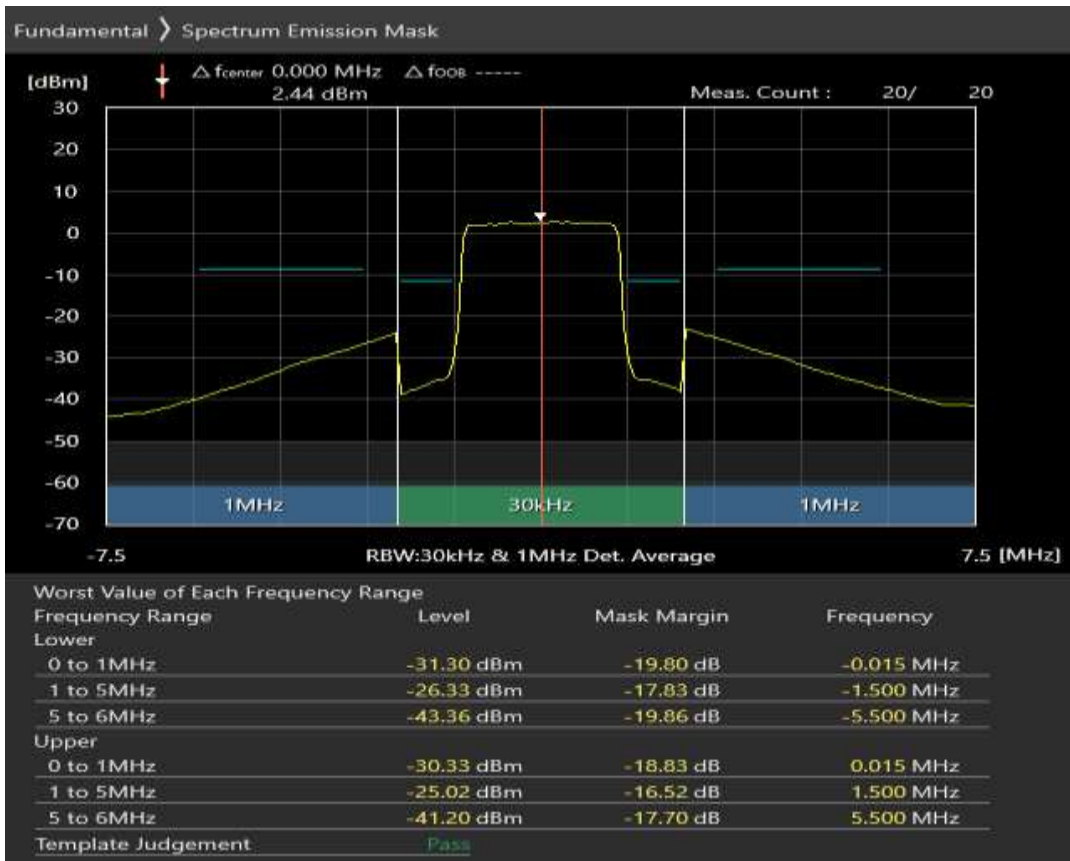 Fundamental 〉 Spectrum Emission Mask
△ fcenter 0.000 MHz △ fOOB -----
[dBm]
2.44 dBm Meas. Count : 20/ 20
30
20
10
0
-10
-20
-30
-40
-50
-60
1MHz 30kHz 1MHz
-70
-7.5 RBW:30kHz & 1MHz Det. Average 7.5 [MHz]
Worst Value of Each Frequency Range
Frequency Range Level Mask Margin Frequency
Lower
0 to 1MHz -31.30 dBm -19.80 dB -0.015 MHz
1 to 5MHz -26.33 dBm -17.83 dB -1.500 MHz
5 to 6MHz -43.36 dBm -19.86 dB -5.500 MHz
Upper
0 to 1MHz -30.33 dBm -18.83 dB 0.015 MHz
1 to 5MHz -25.02 dBm -16.52 dB 1.500 MHz
5 to 6MHz -41.20 dBm -17.70 dB 5.500 MHz
Template Judgement Pass